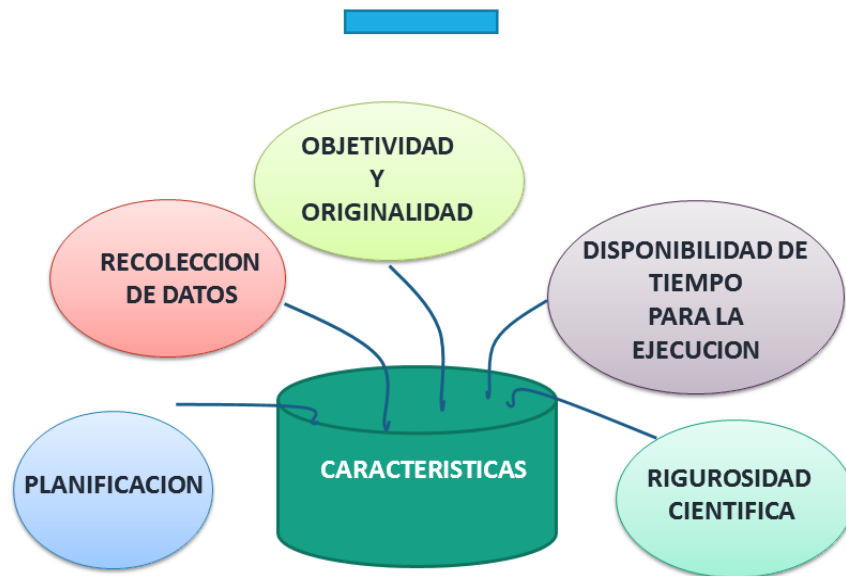 OBJETIVIDAD
Y
ORIGINALIDAD
RECOLECCION
DE DATOS
DISPONIBILIDAD DE
TIEMPO
PARA LA
EJECUCION
CARACTERISTICAS
PLANIFICACION
RIGUROSIDAD
CIENTIFICA